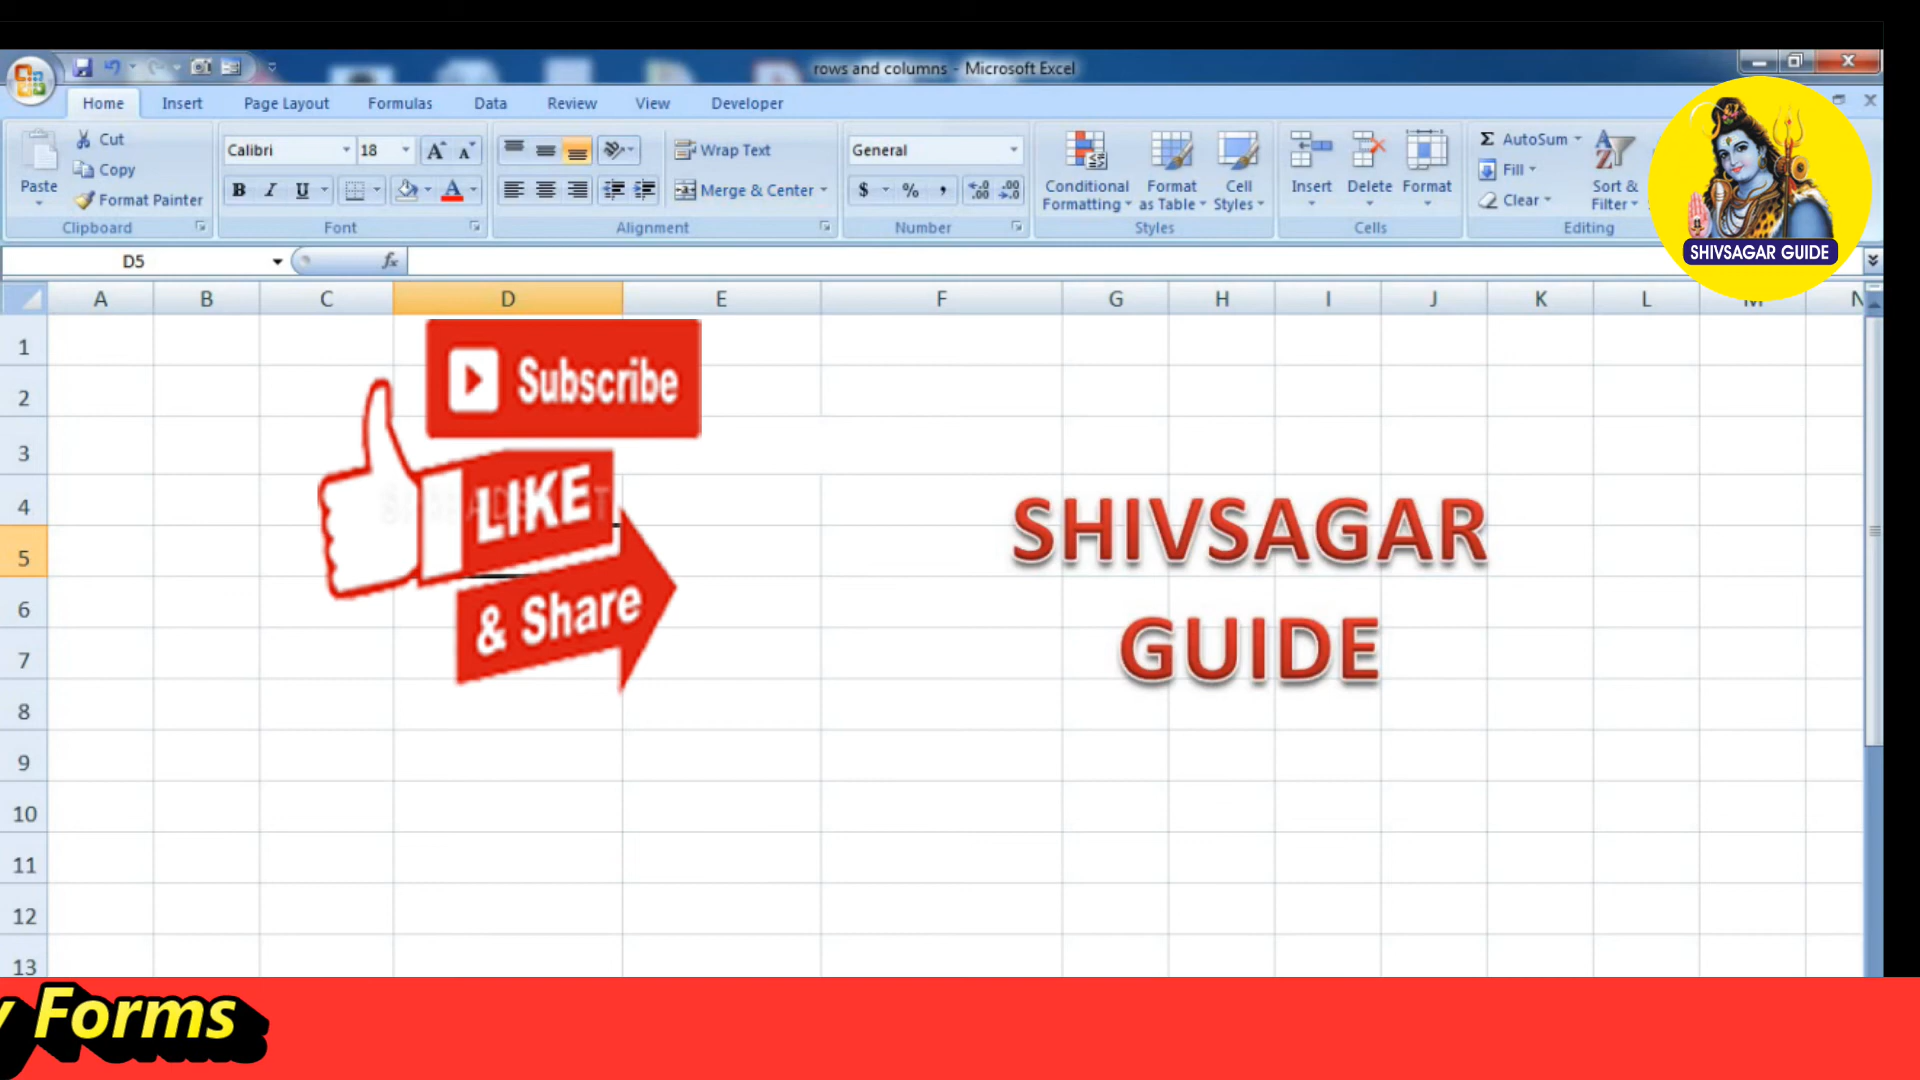 rows and columns - Microsoft Excel
Home Insert Page Layout Formulas Data Review View Developer
Cut
Copy
Format Painter
Paste
Clipboard
Calibri 18
B I U A
Font
Wrap Text
Merge & Center
Alignment
General
$ % ,
Number
Conditional Formatting
Format as Table
Cell Styles
Styles
Insert Delete Format
Cells
Σ AutoSum
Fill
Clear
Sort & Filter
Editing
SHIVSAGAR GUIDE
D5 fx
A B C D E F G H I J K L M N
1
2
3
4
5
6
7
8
9
10
11
12
13
Subscribe
LIKE
& Share
SHIVSAGAR
GUIDE
y Forms